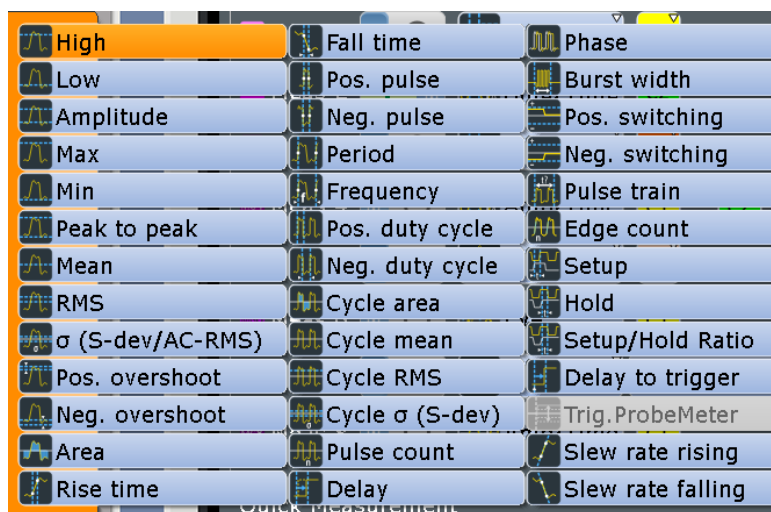 High
Low
Amplitude
Max
Min
Peak to peak
Mean
RMS
σ (S-dev/AC-RMS)
Pos. overshoot
Neg. overshoot
Area
Rise time
Fall time
Pos. pulse
Neg. pulse
Period
Frequency
Pos. duty cycle
Neg. duty cycle
Cycle area
Cycle mean
Cycle RMS
Cycle σ (S-dev)
Pulse count
Delay
Phase
Burst width
Pos. switching
Neg. switching
Pulse train
Edge count
Setup
Hold
Setup/Hold Ratio
Delay to trigger
Trig.ProbeMeter
Slew rate rising
Slew rate falling
Quick Measurement